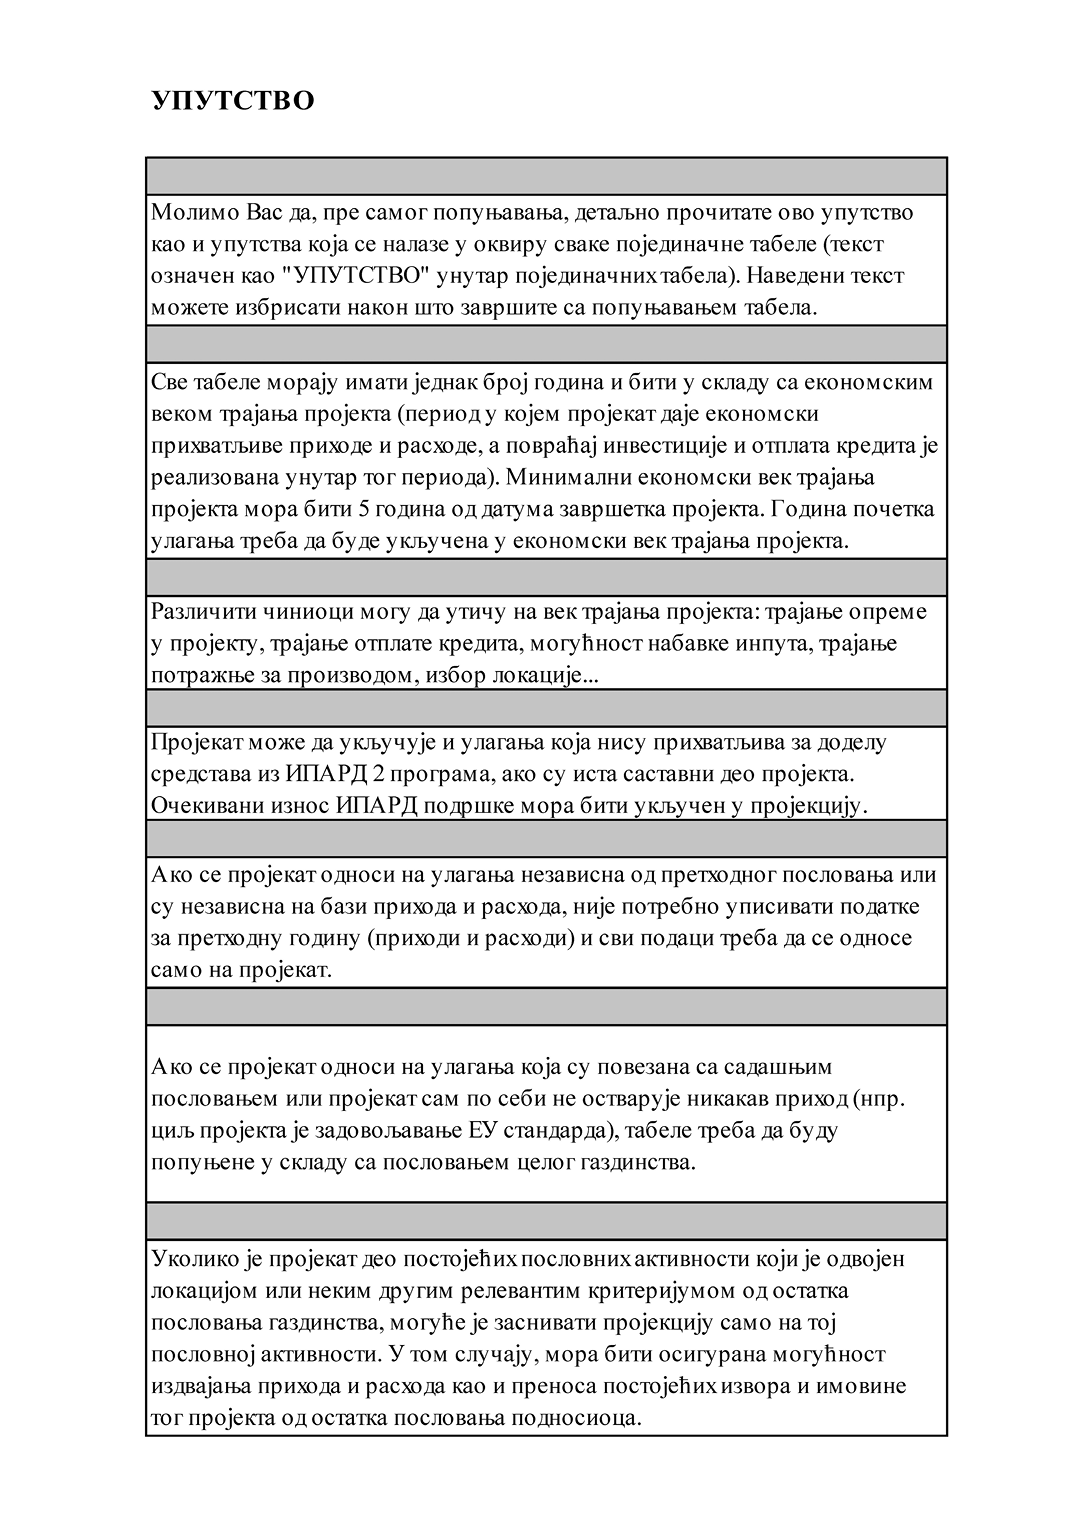 УПУТСТВО
Молимо Вас да, пре самог попуњавања, детаљно прочитате ово упутство
као и упутства која се налазе у оквиру сваке појединачне табеле (текст
означен као "УПУТСТВО" унутар појединачних табела). Наведени текст
можете избрисати након што завршите са попуњавањем табела.
Све табеле морају имати једнак број година и бити у складу са економским
веком трајања пројекта (период у којем пројекат даје економски
прихватљиве приходе и расходе, а повраћај инвестиције и отплата кредита је
реализована унутар тог периода). Минимални економски век трајања
пројекта мора бити 5 година од датума завршетка пројекта. Година почетка
улагања треба да буде укључена у економски век трајања пројекта.
Различити чиниоци могу да утичу на век трајања пројекта: трајање опреме
у пројекту, трајање отплате кредита, могућност набавке инпута, трајање
потражње за производом, избор локације...
Пројекат може да укључује и улагања која нису прихватљива за доделу
средстава из ИПАРД 2 програма, ако су иста саставни део пројекта.
Очекивани износ ИПАРД подршке мора бити укључен у пројекцију.
Ако се пројекат односи на улагања независна од претходног пословања или
су независна на бази прихода и расхода, није потребно уписивати податке
за претходну годину (приходи и расходи) и сви подаци треба да се односе
само на пројекат.
Ако се пројекат односи на улагања која су повезана са садашњим
пословањем или пројекат сам по себи не остварује никакав приход (нпр.
циљ пројекта је задовољавање ЕУ стандарда), табеле треба да буду
попуњене у складу са пословањем целог газдинства.
Уколико је пројекат део постојећих пословних активности који је одвојен
локацијом или неким другим релевантим критеријумом од остатка
пословања газдинства, могуће је заснивати пројекцију само на тој
пословној активности. У том случају, мора бити осигурана могућност
издвајања прихода и расхода као и преноса постојећих извора и имовине
тог пројекта од остатка пословања подносиоца.